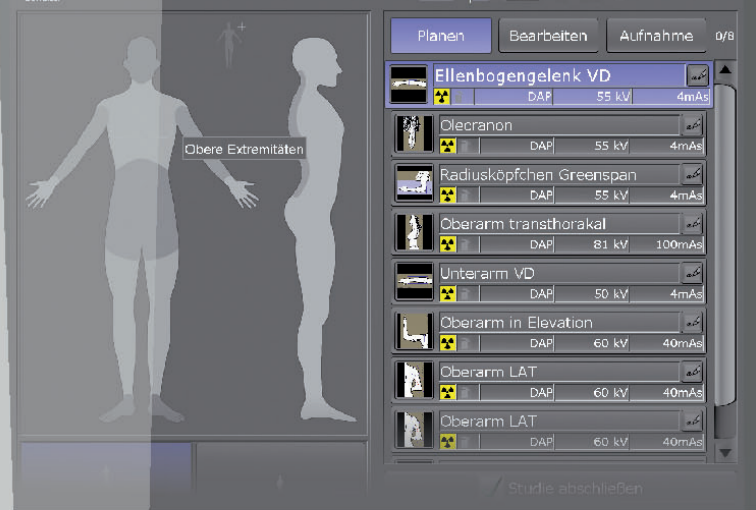 Planen Bearbeiten Aufnahme 0/8
Ellenbogengelenk VD
DAP 55 kV 4mAs
Obere Extremitäten
Olecranon
DAP 55 kV 4mAs
Radiusköpfchen Greenspan
DAP 55 kV 4mAs
Oberarm transthorakal
DAP 81 kV 100mAs
Unterarm VD
DAP 50 kV 4mAs
Oberarm in Elevation
DAP 60 kV 40mAs
Oberarm LAT
DAP 60 kV 40mAs
Oberarm LAT
DAP 60 kV 40mAs
Studie abschließen